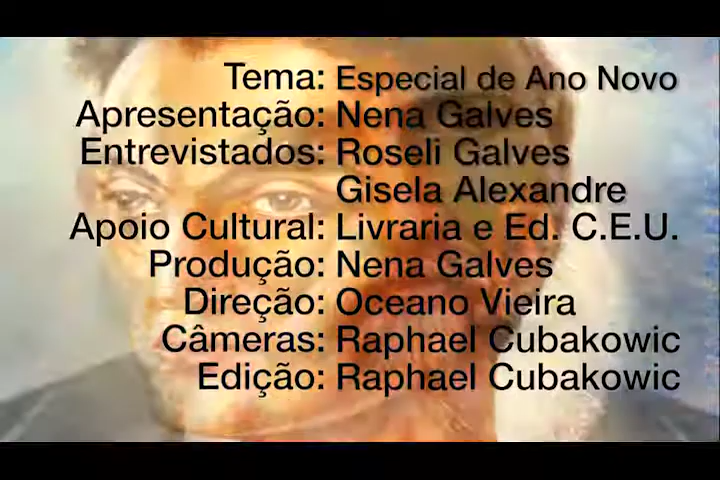 Tema: Especial de Ano Novo
Apresentação: Nena Galves
Entrevistados: Roseli Galves
Gisela Alexandre
Apoio Cultural: Livraria e Ed. C.E.U.
Produção: Nena Galves
Direção: Oceano Vieira
Câmeras: Raphael Cubakowic
Edição: Raphael Cubakowic